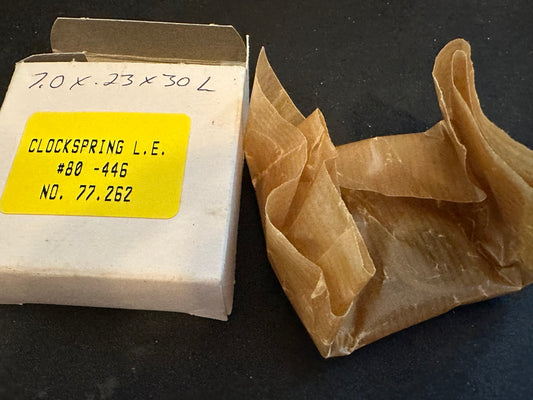 7.0 x .23 x 30 L
CLOCKSPRING L.E.
#80 -446
NO. 77.262